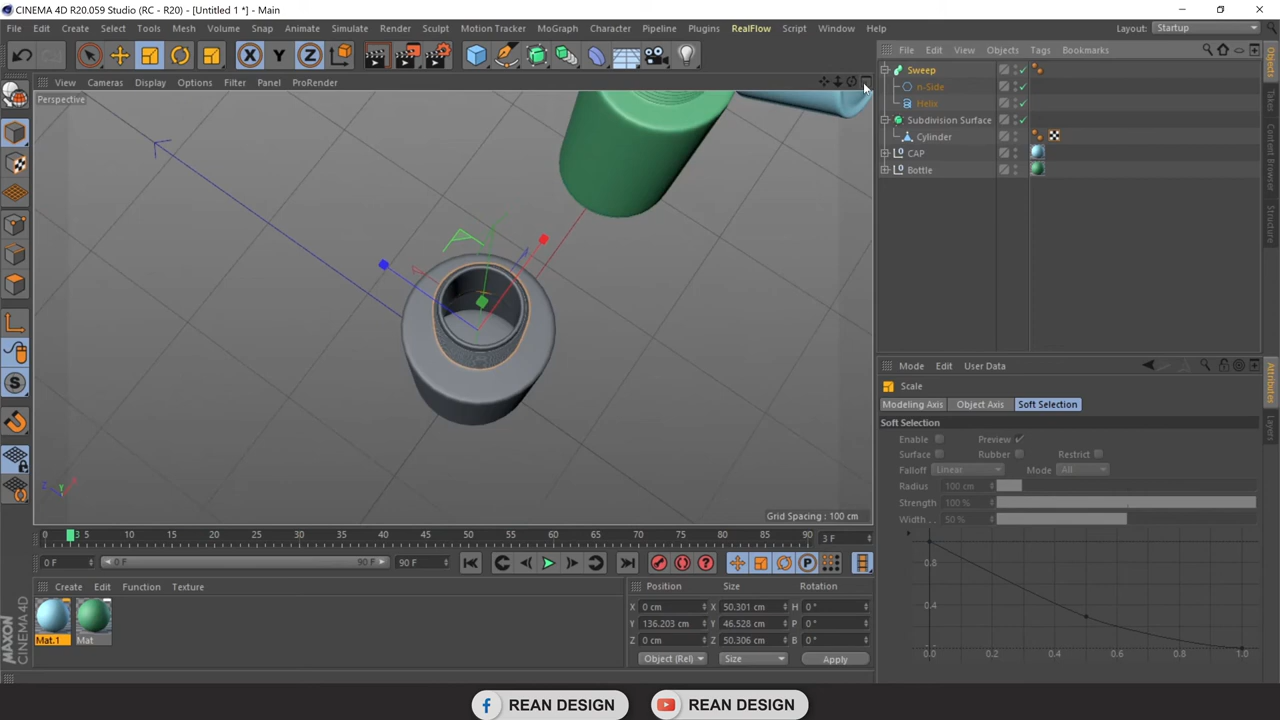 CINEMA 4D R20.059 Studio (RC - R20) - [Untitled 1 *] - Main
File Edit Create Select Tools Mesh Volume Snap Animate Simulate Render Sculpt Motion Tracker MoGraph Character Pipeline Plugins RealFlow Script Window Help Layout: Startup
X Y Z
File Edit View Objects Tags Bookmarks
View Cameras Display Options Filter Panel ProRender
Perspective
Sweep
n-Side
Helix
Subdivision Surface
Cylinder
CAP
Bottle
Objects
Takes
Content Browser
Structure
Mode Edit User Data
Scale
Modeling Axis Object Axis Soft Selection
Soft Selection
Enable Preview
Surface Rubber Restrict
Falloff Linear Mode All
Radius 100 cm
Strength 100 %
Width . . 50 %
0.8
0.4
0.0 0.2 0.4 0.6 0.8 1.0
Attributes
Layers
S
Z Y X
Grid Spacing : 100 cm
0 3 5 10 15 20 25 30 35 40 45 50 55 60 65 70 75 80 85 90 3 F
0 F 0 F 90 F 90 F P
Create Edit Function Texture
Mat.1 Mat
Position Size Rotation
X 0 cm X 50.301 cm H 0 °
Y 136.203 cm Y 46.528 cm P 0 °
Z 0 cm Z 50.306 cm B 0 °
Object (Rel) Size Apply
MAXON
CINEMA 4D
REAN DESIGN REAN DESIGN